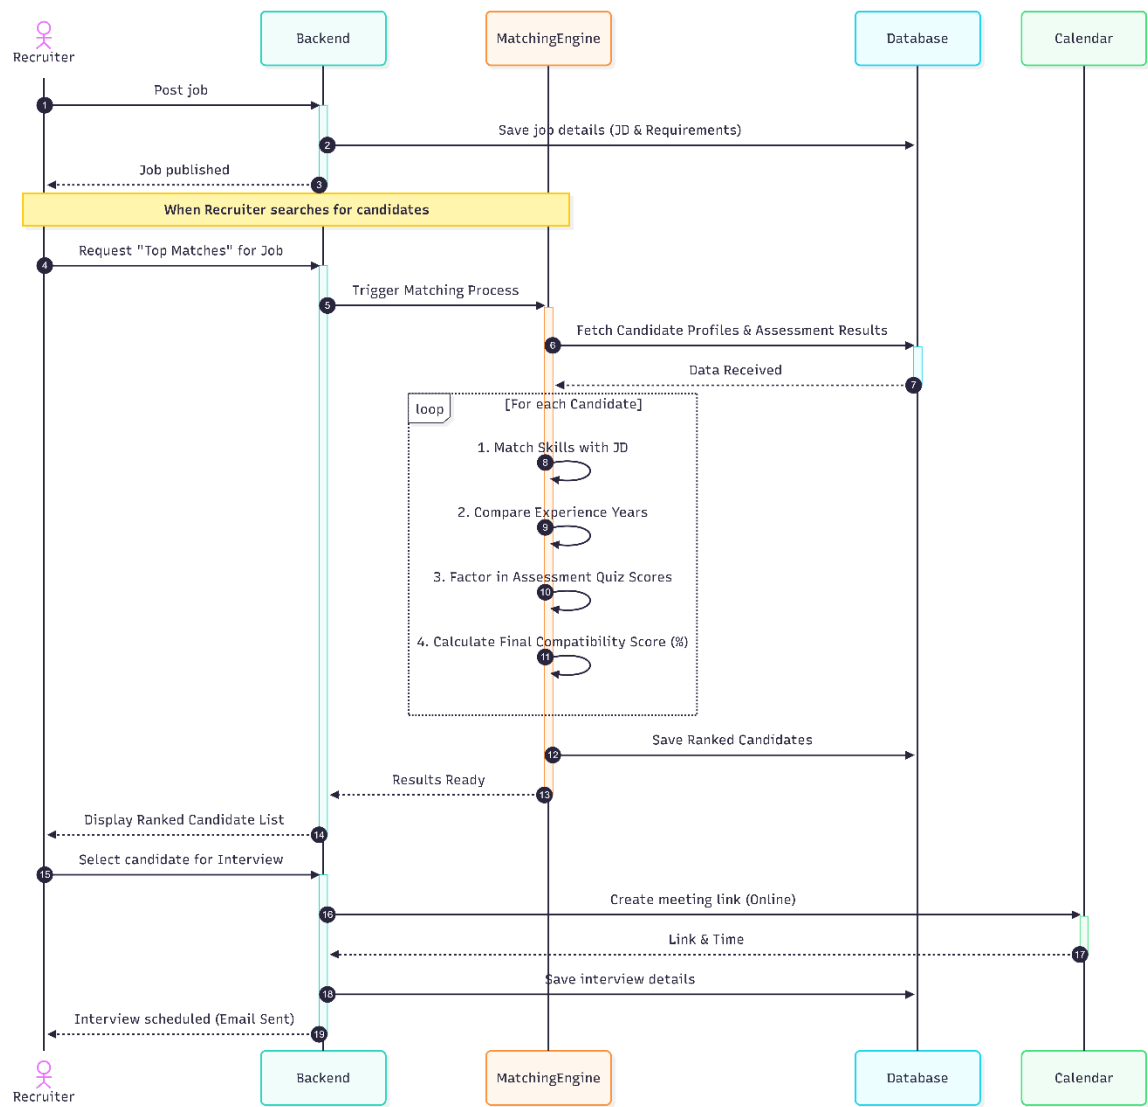 Recruiter
Backend
MatchingEngine
Database
Calendar
Post job
1
Save job details (JD & Requirements)
2
Job published
3
When Recruiter searches for candidates
Request "Top Matches" for Job
4
Trigger Matching Process
5
Fetch Candidate Profiles & Assessment Results
6
Data Received
7
loop
[For each Candidate]
1. Match Skills with JD
8
2. Compare Experience Years
9
3. Factor in Assessment Quiz Scores
10
4. Calculate Final Compatibility Score (%)
11
Save Ranked Candidates
12
Results Ready
13
Display Ranked Candidate List
14
Select candidate for Interview
15
Create meeting link (Online)
16
Link & Time
17
Save interview details
18
Interview scheduled (Email Sent)
19
Recruiter
Backend
MatchingEngine
Database
Calendar